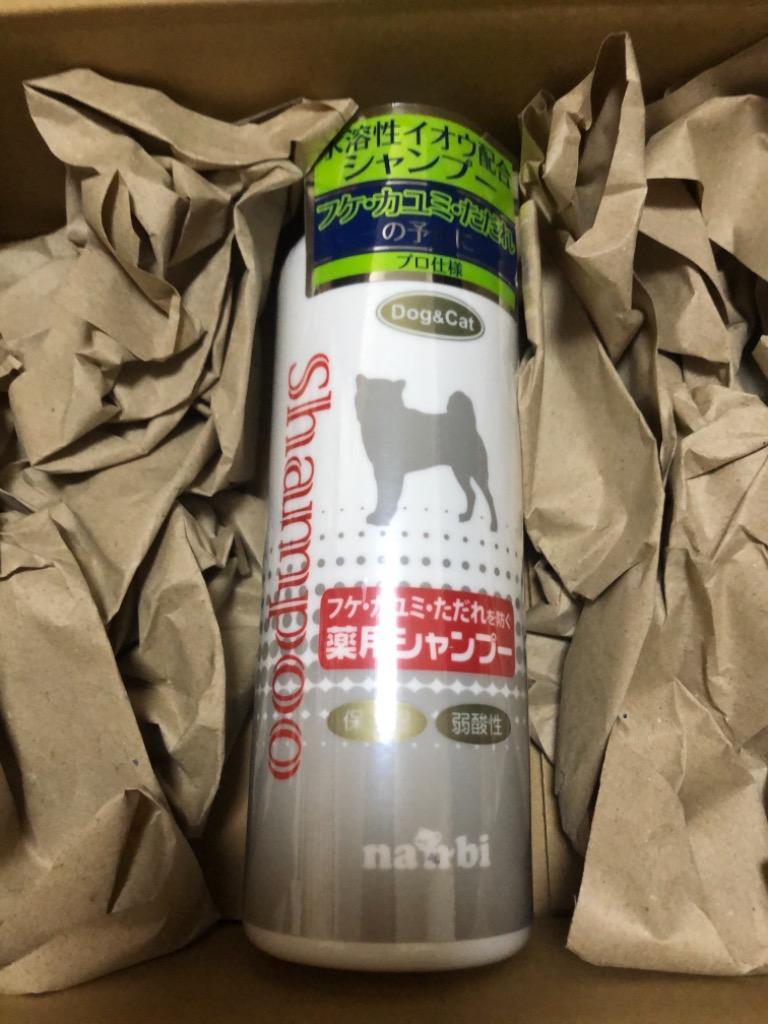 水溶性イオウ配合
シャンプー
フケ・カユミ・ただれ
の予 に
プロ仕様
Dog&Cat
Shampoo
フケ・カユミ・ただれを防ぐ
薬用シャンプー
保
弱酸性